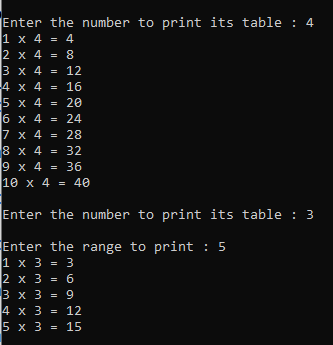 Enter the number to print its table : 4
1 x 4 = 4
2 x 4 = 8
3 x 4 = 12
4 x 4 = 16
5 x 4 = 20
6 x 4 = 24
7 x 4 = 28
8 x 4 = 32
9 x 4 = 36
10 x 4 = 40
Enter the number to print its table : 3
Enter the range to print : 5
1 x 3 = 3
2 x 3 = 6
3 x 3 = 9
4 x 3 = 12
5 x 3 = 15